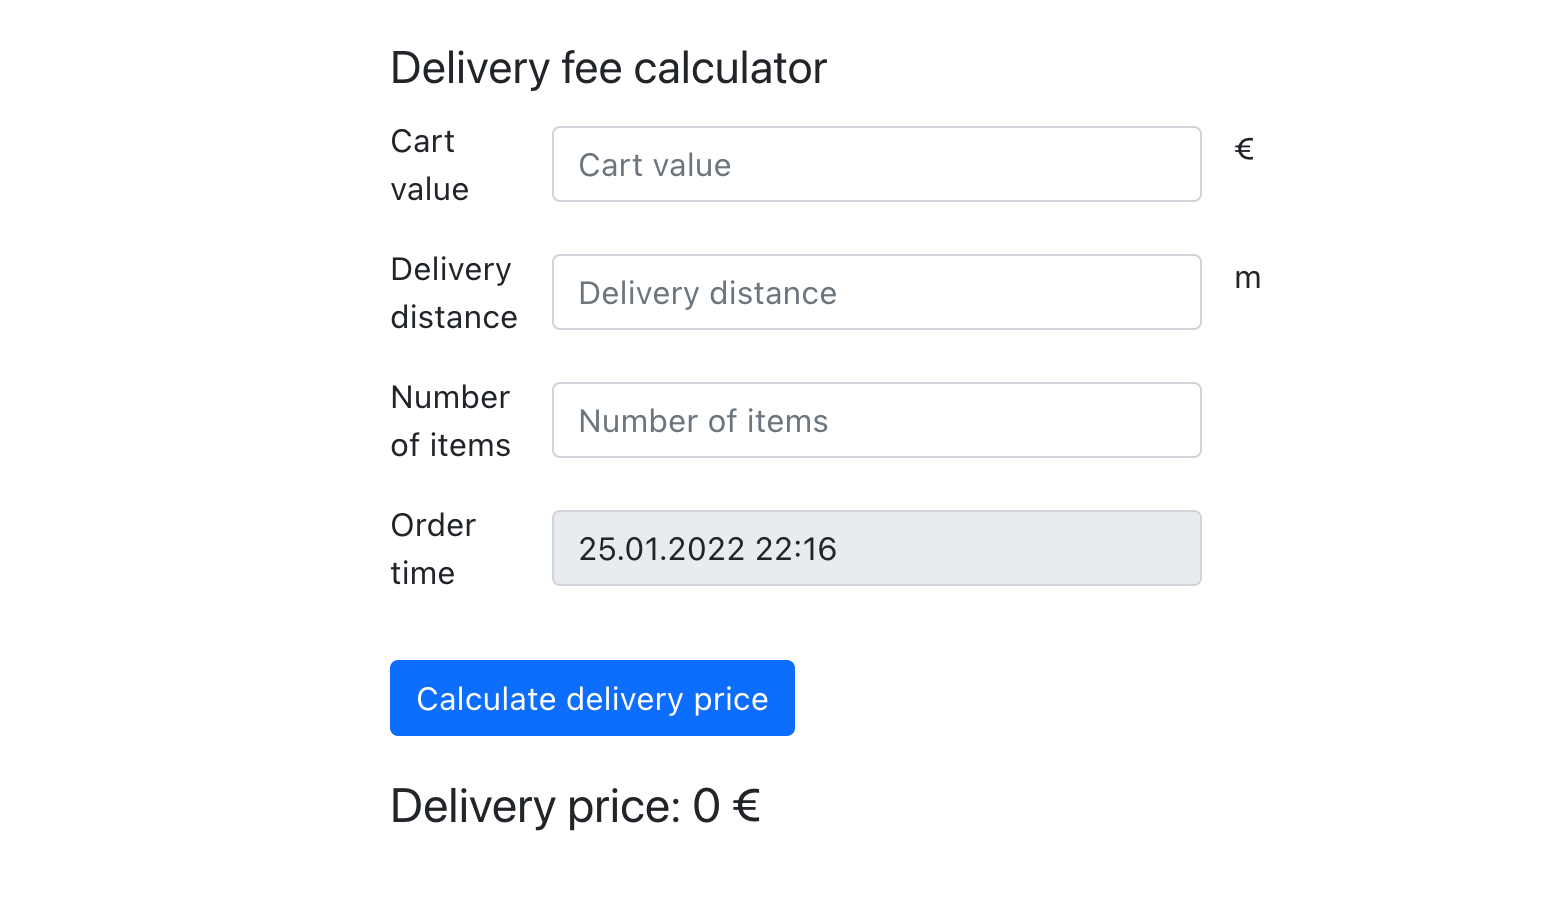 Delivery fee calculator
Cart
value
Cart value
€
Delivery
distance
Delivery distance
m
Number
of items
Number of items
Order
time
25.01.2022 22:16
Calculate delivery price
Delivery price: 0 €